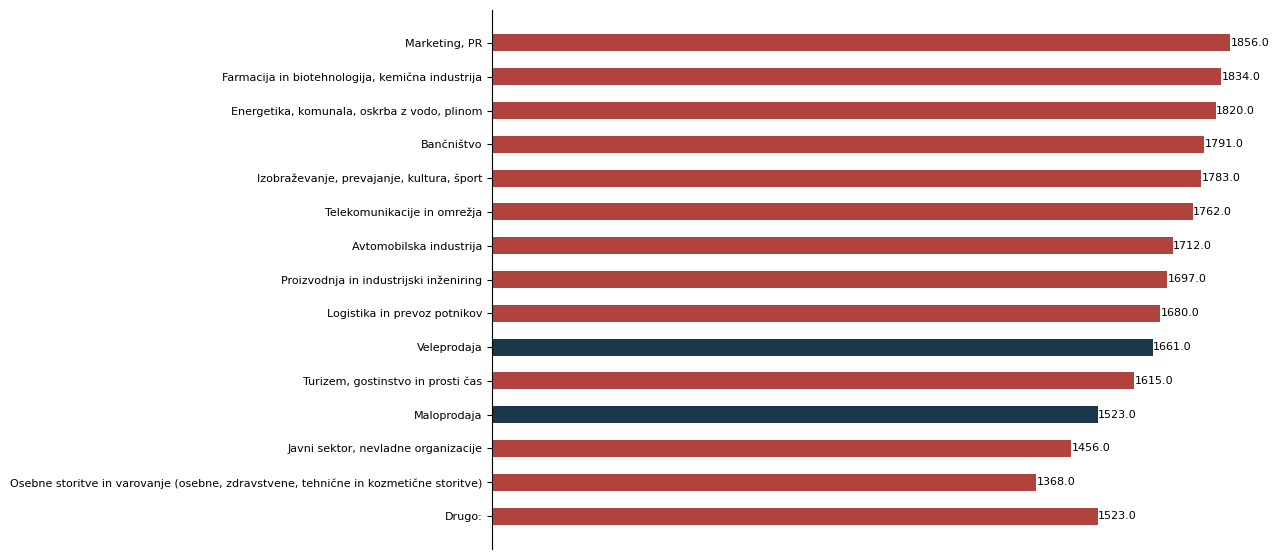 Marketing, PR 1856.0
Farmacija in biotehnologija, kemična industrija 1834.0
Energetika, komunala, oskrba z vodo, plinom 1820.0
Bančništvo 1791.0
Izobraževanje, prevajanje, kultura, šport 1783.0
Telekomunikacije in omrežja 1762.0
Avtomobilska industrija 1712.0
Proizvodnja in industrijski inženiring 1697.0
Logistika in prevoz potnikov 1680.0
Veleprodaja 1661.0
Turizem, gostinstvo in prosti čas 1615.0
Maloprodaja 1523.0
Javni sektor, nevladne organizacije 1456.0
Osebne storitve in varovanje (osebne, zdravstvene, tehnične in kozmetične storitve) 1368.0
Drugo: 1523.0